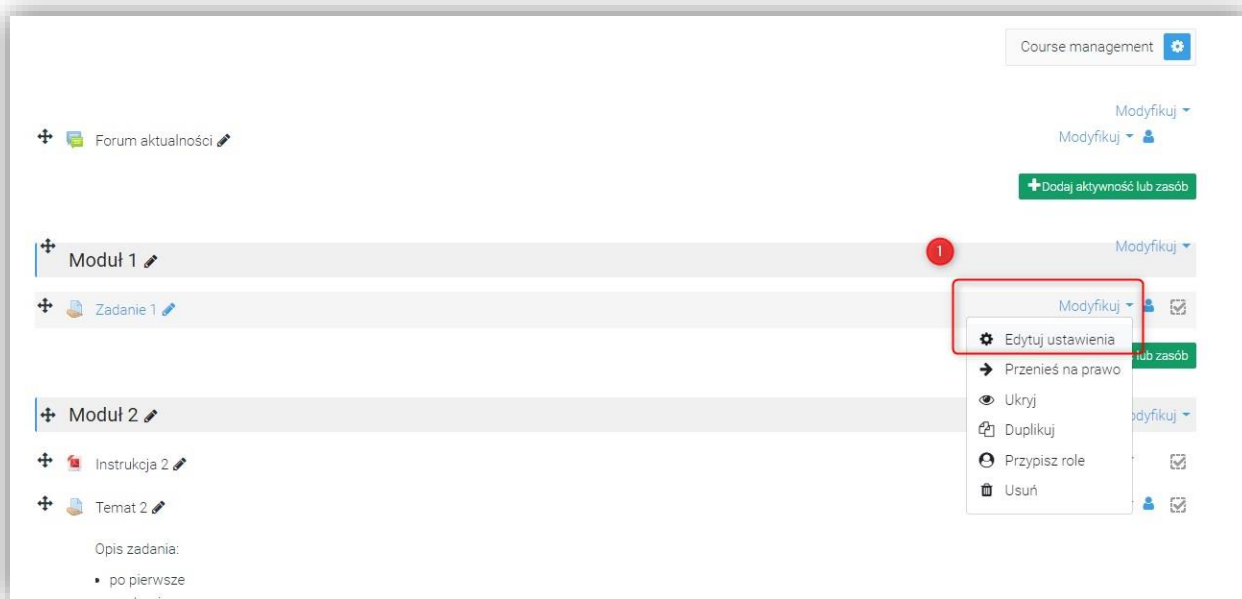 Course management
Modyfikuj
Forum aktualności
Modyfikuj
Dodaj aktywność lub zasób
Moduł 1
1
Modyfikuj
Zadanie 1
Modyfikuj
Edytuj ustawienia
lub zasób
Przenieś na prawo
Ukryj
Moduł 2
Modyfikuj
Duplikuj
Instrukcja 2
Przypisz role
Usuń
Temat 2
Opis zadania:
• po pierwsze